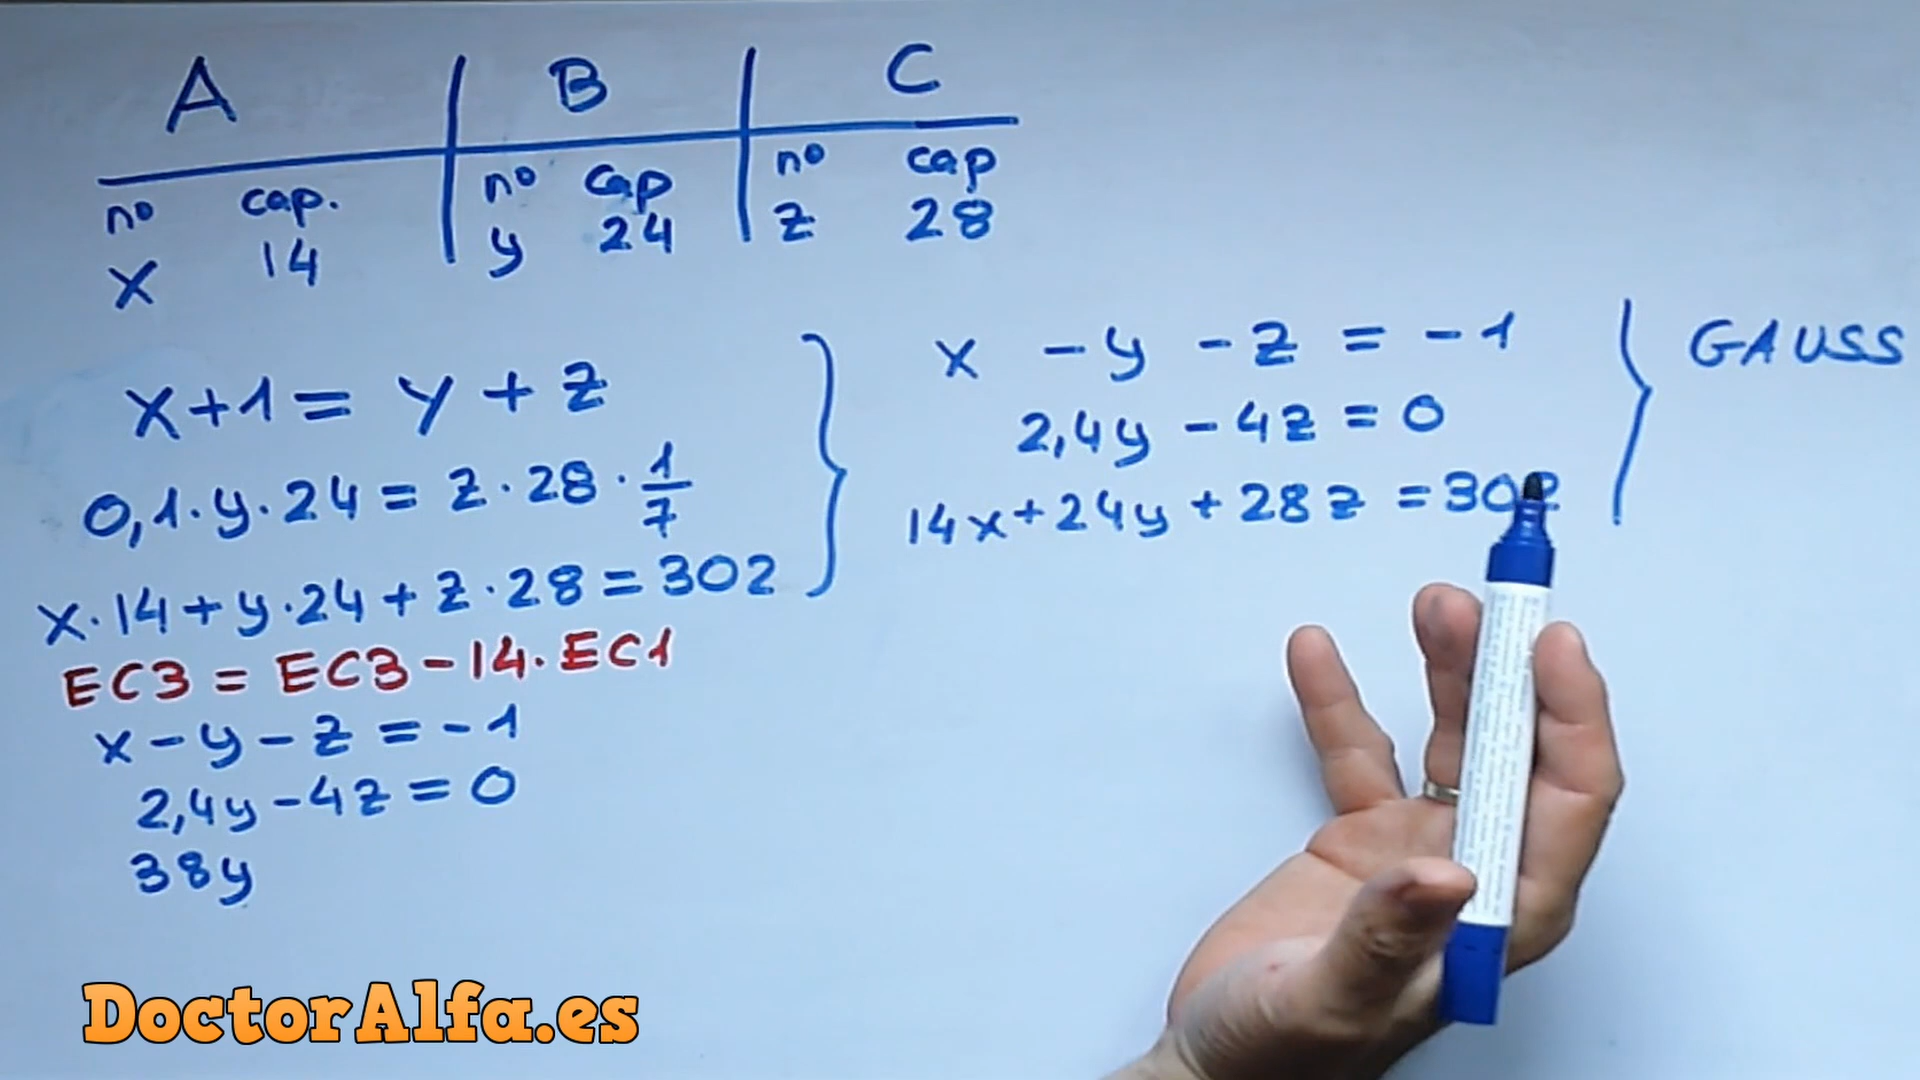 A B C
nº cap. nº cap nº cap
x 14 y 24 z 28
x+1 = y + z
0,1·y·24 = z·28·1/7
x·14+y·24+z·28=302
x -y -z = -1
2,4y -4z = 0
14x+24y+28z =302
GAUSS
EC3 = EC3-14·EC1
x-y-z = -1
2,4y-4z = 0
38y
DoctorAlfa.es